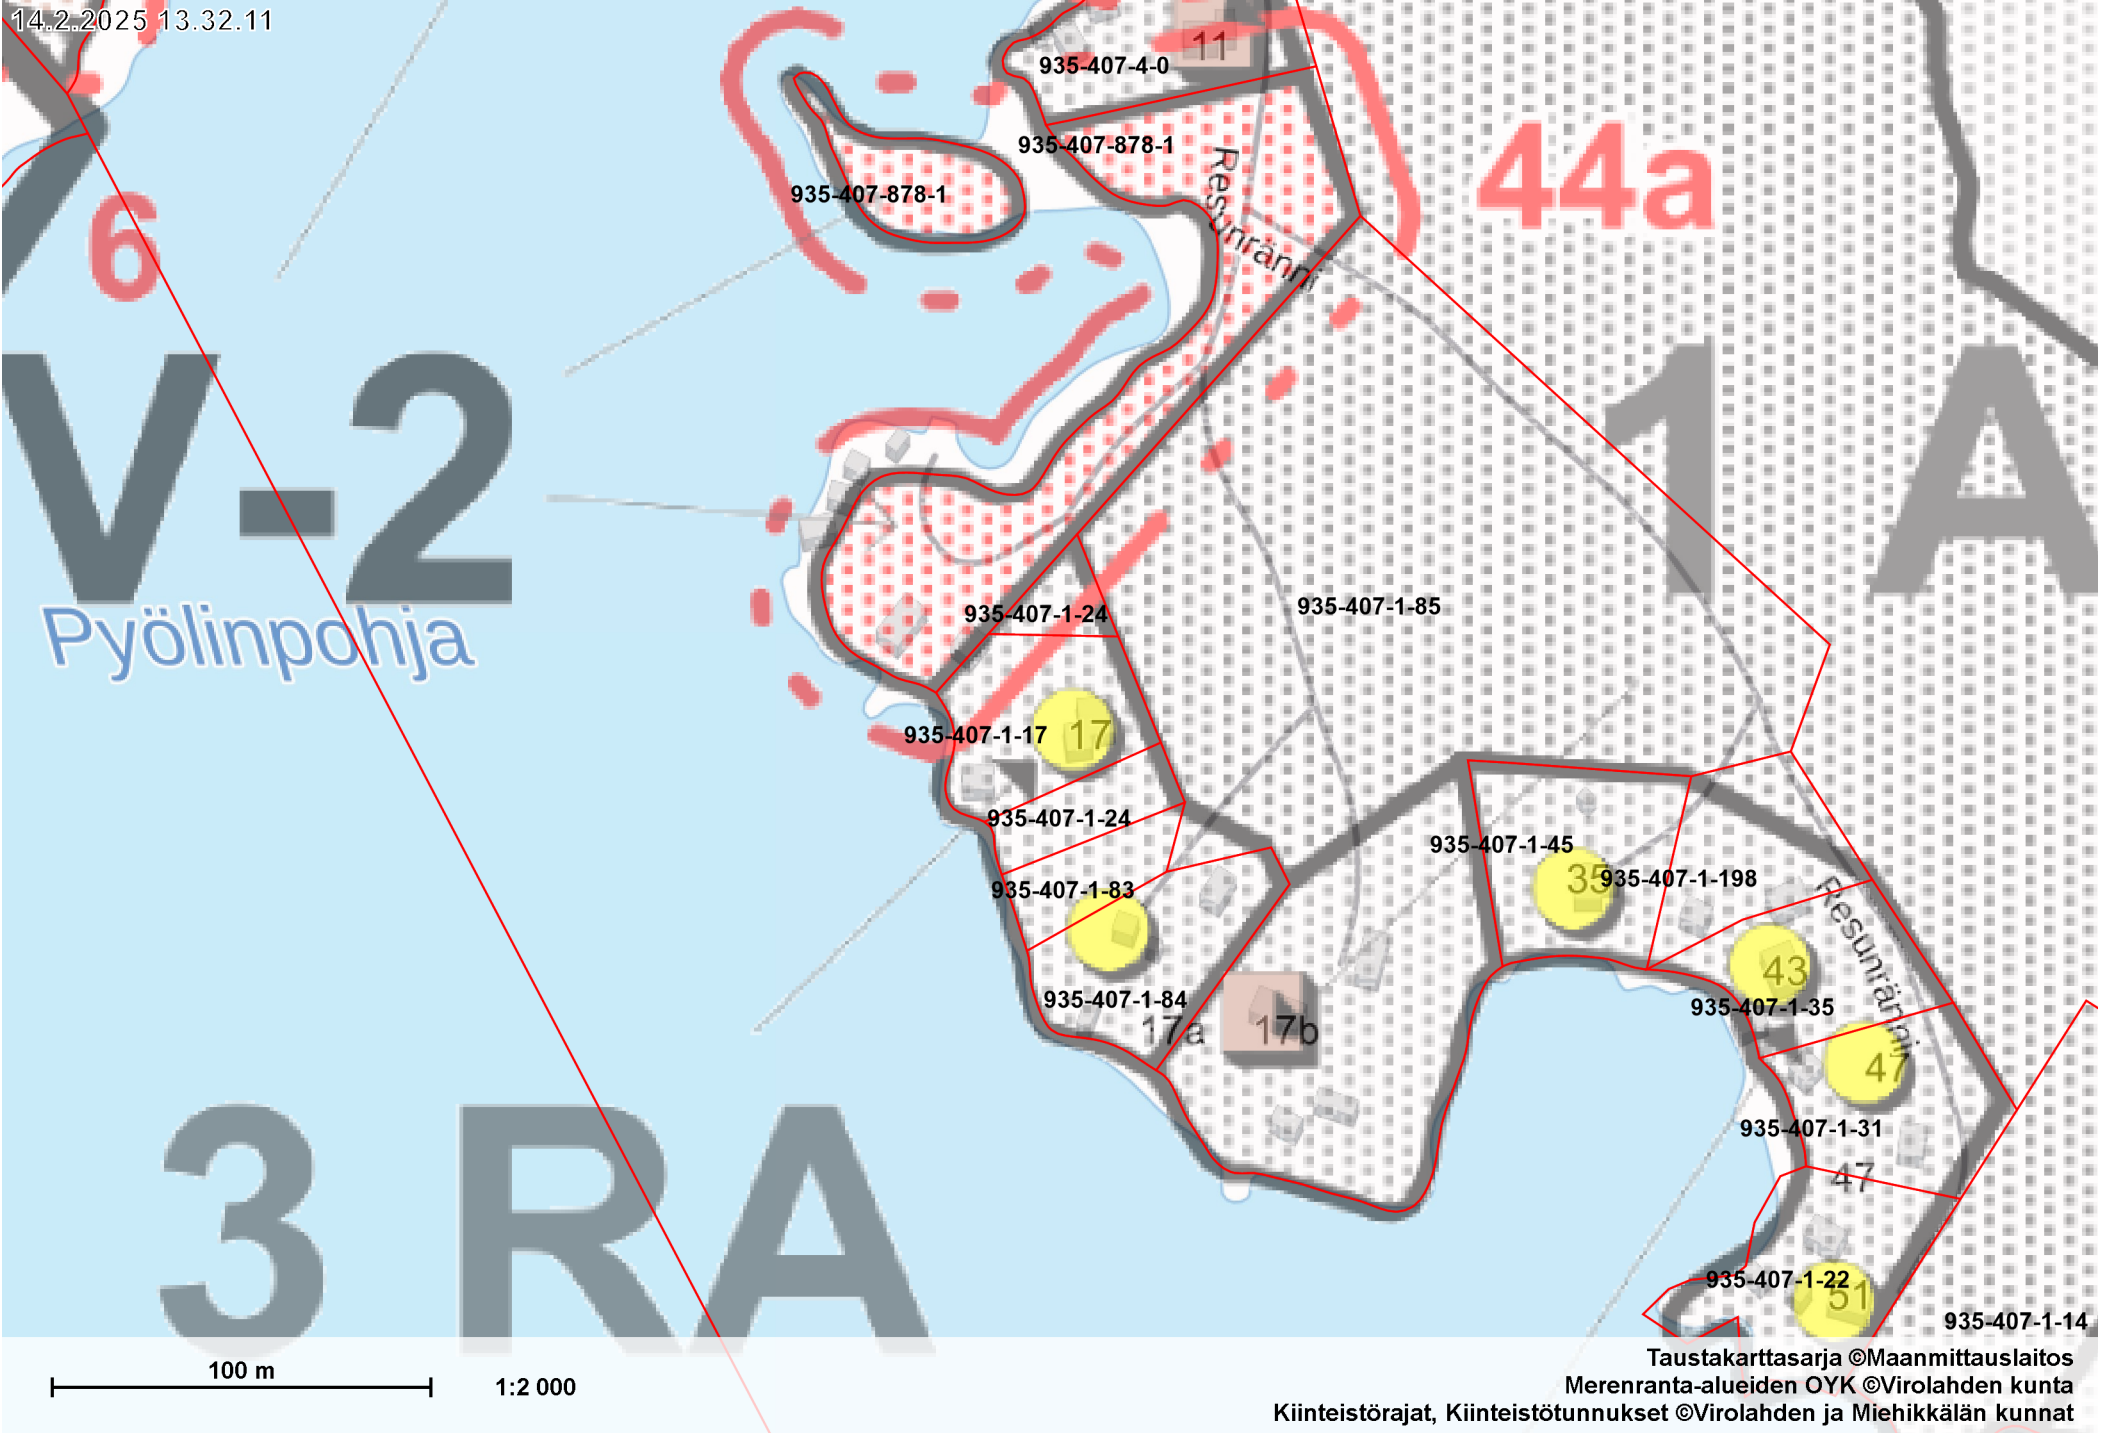 14.2.2025 13.32.11
11
935-407-4-0
935-407-878-1
44a
935-407-878-1
Resunränni
6
V-2
1 A
Pyölinpohja
935-407-1-24
935-407-1-85
17
935-407-1-17
935-407-1-24
935-407-1-45
35
935-407-1-198
935-407-1-83
Resunränni
43
935-407-1-84
935-407-1-35
17a
17b
47
935-407-1-31
47
3 RA
935-407-1-22
51
935-407-1-14
100 m
1:2 000
Taustakarttasarja ©Maanmittauslaitos
Merenranta-alueiden OYK ©Virolahden kunta
Kiinteistörajat, Kiinteistötunnukset ©Virolahden ja Miehikkälän kunnat